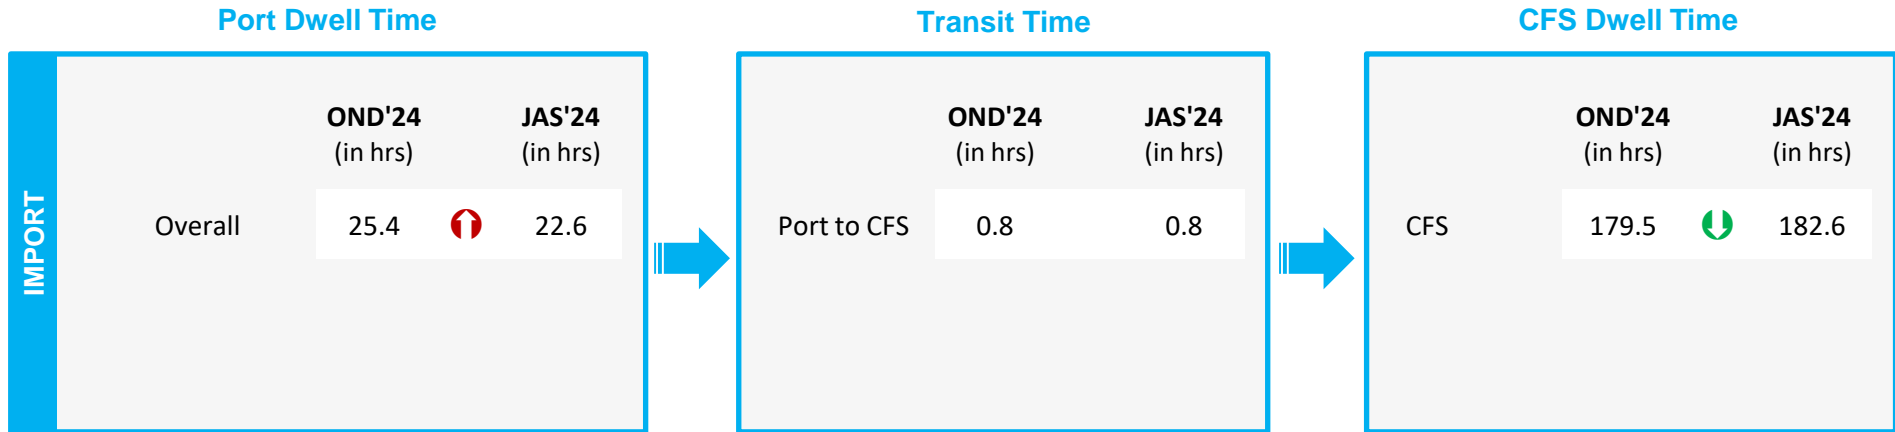 Port Dwell Time
Transit Time
CFS Dwell Time
IMPORT
OND'24 JAS'24
(in hrs) (in hrs)
Overall 25.4 22.6
OND'24 JAS'24
(in hrs) (in hrs)
Port to CFS 0.8 0.8
OND'24 JAS'24
(in hrs) (in hrs)
CFS 179.5 182.6